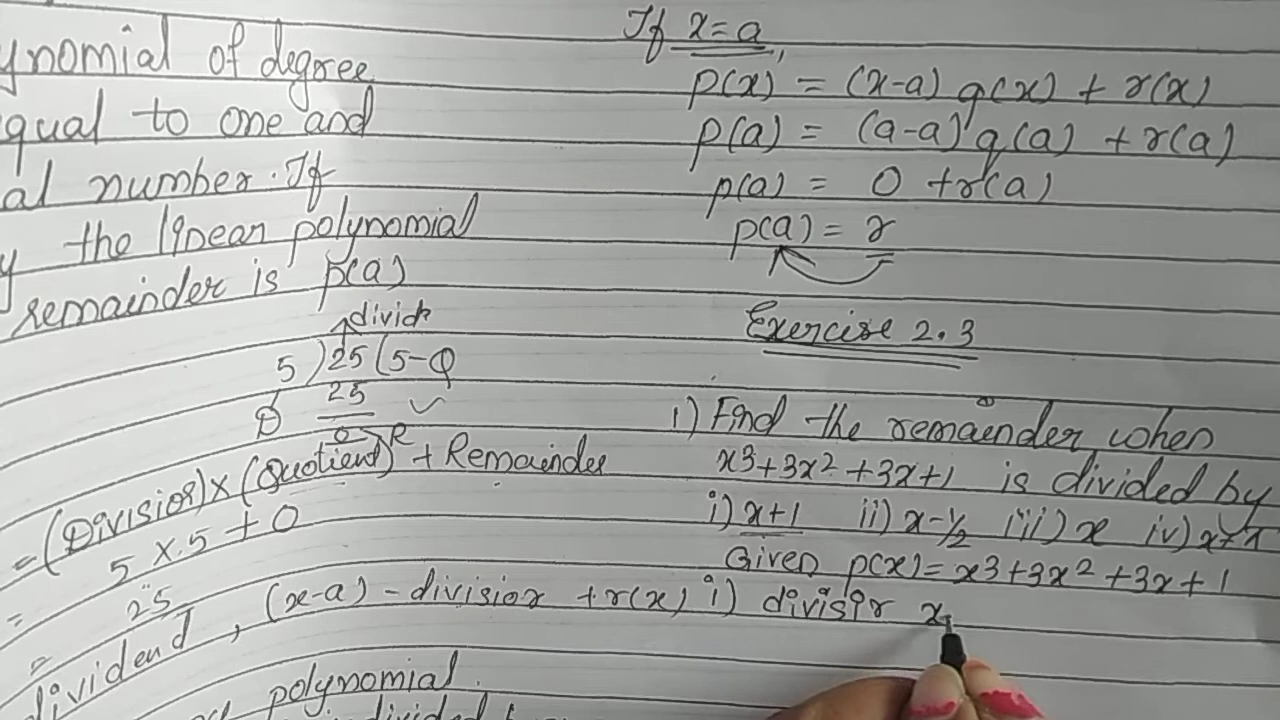 ynomial of degree
qual to one and
al number. If
y the linear polynomial
remainder is p(a)
divide
5)25(5-Q
25
0 R
= (Divisior)x(Quotient) + Remainder
= 5 x 5 + 0
= 25
dividend, (x-a) - divisior + r(x)
polynomial.
If x=a,
p(x) = (x-a) q(x) + r(x)
p(a) = (a-a) q(a) + r(a)
p(a) = 0 + r(a)
p(a) = r
Exercise 2.3
1) Find the remainder when
x3+3x2+3x+1 is divided by
i) x+1 ii) x-1/2 iii) x iv) x+π
Given p(x)=x3+3x2+3x+1
i) divisir x